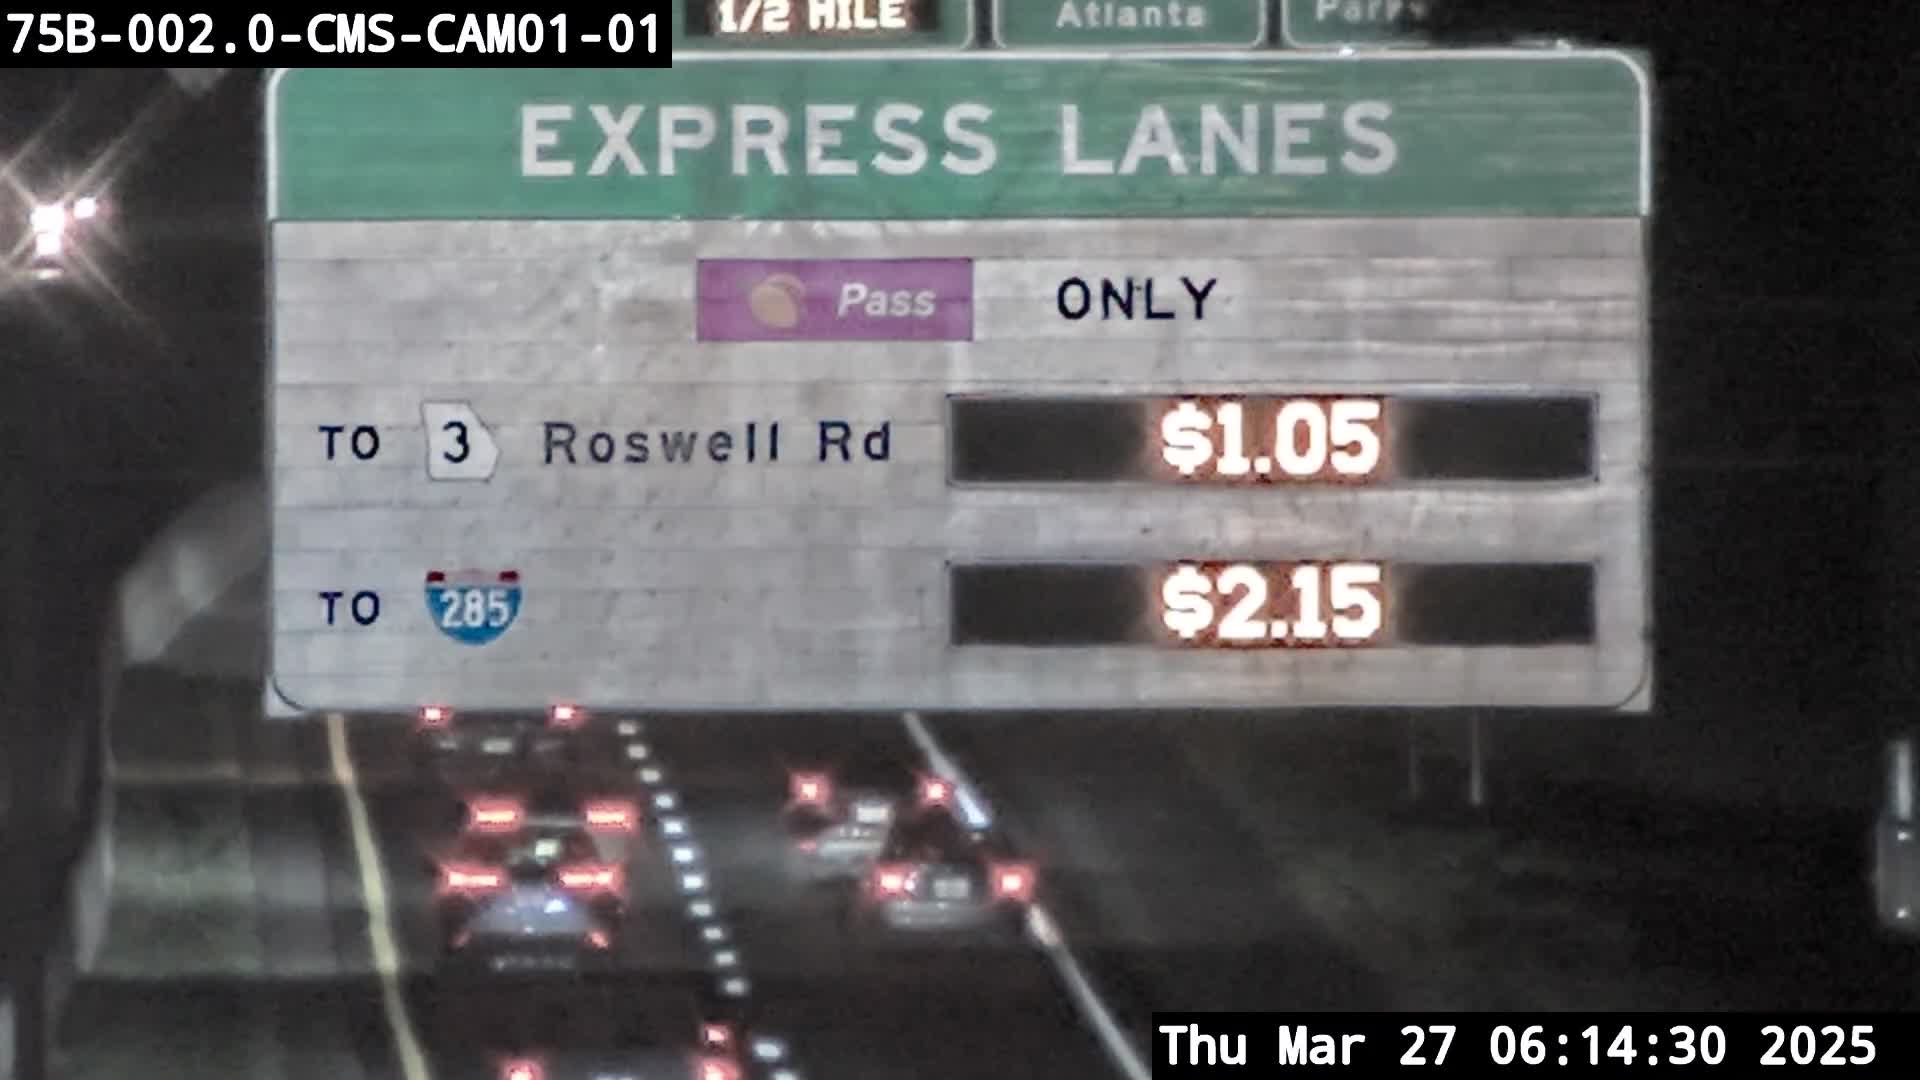 75B-002.0-CMS-CAM01-01
1/2 MILE
Atlanta
EXPRESS LANES
Pass ONLY
TO 3 Roswell Rd $1.05
TO 285 $2.15
Thu Mar 27 06:14:30 2025